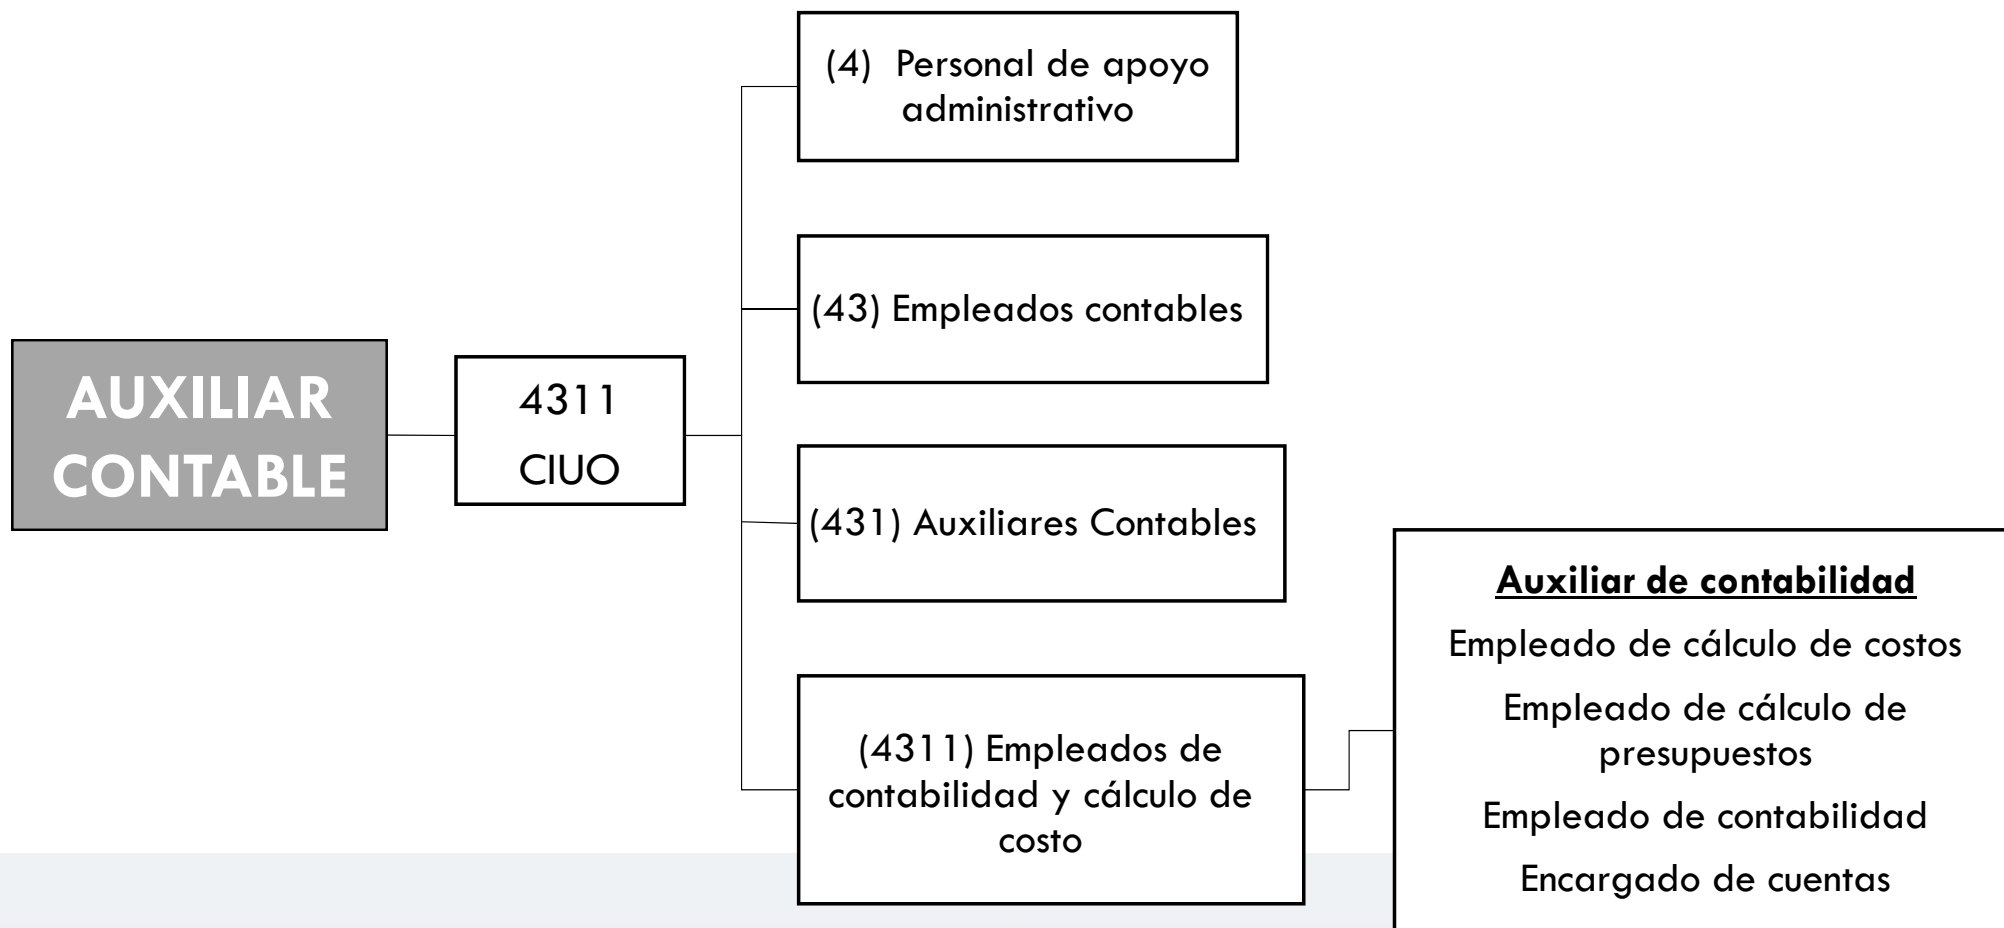 AUXILIAR
CONTABLE
4311
CIUO
(4) Personal de apoyo
administrativo
(43) Empleados contables
(431) Auxiliares Contables
(4311) Empleados de
contabilidad y cálculo de
costo
Auxiliar de contabilidad
Empleado de cálculo de costos
Empleado de cálculo de
presupuestos
Empleado de contabilidad
Encargado de cuentas